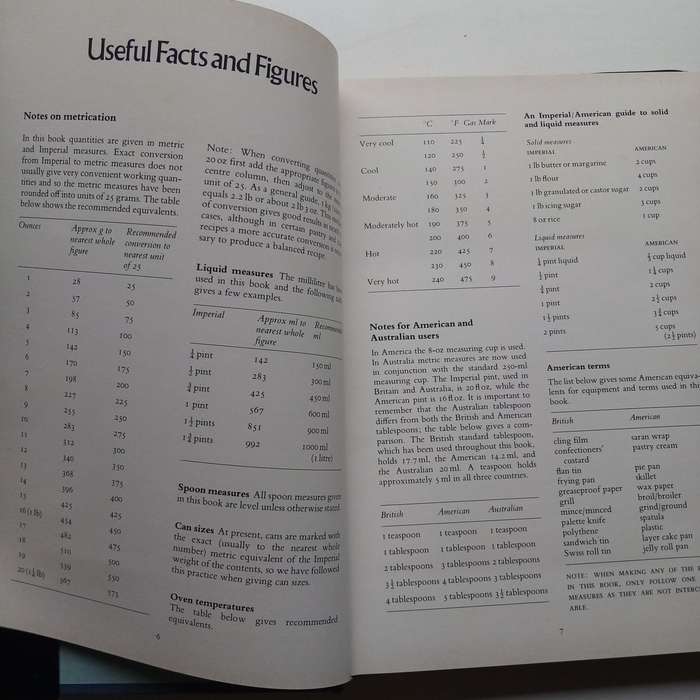 Useful Facts and Figures
Notes on metrication
In this book quantities are given in metric
and Imperial measures. Exact conversion
from Imperial to metric measures does not
usually give very convenient working quan-
tities and so the metric measures have been
rounded off into units of 25 grams. The table
below shows the recommended equivalents.
Ounces Approx g to Recommended
nearest whole conversion to
figure nearest unit
of 25
1 28 25
2 57 50
3 85 75
4 113 100
5 142 150
6 170 175
7 198 200
8 227 225
9 255 250
10 283 275
11 312 300
12 340 350
13 368 375
14 396 400
15 425 425
16 (1 lb) 454 450
17 482 475
18 510 500
19 539 550
20 (1¼ lb) 567 575
Note: When converting quantities
20 oz first add the appropriate figures
centre column, then adjust to the
unit of 25. As a general guide, 1 kg
equals 2.2 lb or about 2 lb 3 oz. This
of conversion gives good results in nearly
cases, although in certain pastry and
recipes a more accurate conversion is
sary to produce a balanced recipe.
Liquid measures The millilitre has
used in this book and the following
gives a few examples.
Imperial Approx ml to
nearest whole ml
figure
¼ pint 142 150 ml
½ pint 283 300 ml
¾ pint 425 450 ml
1 pint 567 600 ml
1½ pints 851 900 ml
1¾ pints 992 1000 ml
(1 litre)
Spoon measures All spoon measures given
in this book are level unless otherwise stated.
Can sizes At present, cans are marked with
the exact (usually to the nearest whole
number) metric equivalent of the Imperial
weight of the contents, so we have followed
this practice when giving can sizes.
Oven temperatures
The table below gives recommended
equivalents.
6
°C °F Gas Mark
Very cool 110 225 ¼
120 250 ½
Cool 140 275 1
150 300 2
Moderate 160 325 3
180 350 4
Moderately hot 190 375 5
200 400 6
Hot 220 425 7
230 450 8
Very hot 240 475 9
Notes for American and
Australian users
In America the 8-oz measuring cup is used.
In Australia metric measures are now used
in conjunction with the standard 250-ml
measuring cup. The Imperial pint, used in
Britain and Australia, is 20 fl oz, while the
American pint is 16 fl oz. It is important to
remember that the Australian tablespoon
differs from both the British and American
tablespoons; the table below gives a com-
parison. The British standard tablespoon,
which has been used throughout this book,
holds 17.7 ml, the American 14.2 ml, and
the Australian 20 ml. A teaspoon holds
approximately 5 ml in all three countries.
British American Australian
1 teaspoon 1 teaspoon 1 teaspoon
1 tablespoon 1 tablespoon 1 tablespoon
2 tablespoons 3 tablespoons 2 tablespoons
3½ tablespoons 4 tablespoons 3 tablespoons
4 tablespoons 5 tablespoons 3½ tablespoons
An Imperial/American guide to solid
and liquid measures
Solid measures
IMPERIAL AMERICAN
1 lb butter or margarine 2 cups
1 lb flour 4 cups
1 lb granulated or castor sugar 2 cups
1 lb icing sugar 3 cups
8 oz rice 1 cup
Liquid measures
IMPERIAL AMERICAN
¼ pint liquid ⅔ cup liquid
½ pint 1¼ cups
¾ pint 2 cups
1 pint 2½ cups
1½ pints 3¾ cups
2 pints 5 cups
(2½ pints)
American terms
The list below gives some American equiva-
lents for equipment and terms used in this
book.
British American
cling film saran wrap
confectioners' pastry cream
custard
flan tin pie pan
frying pan skillet
greaseproof paper wax paper
grill broil/broiler
mince/minced grind/ground
palette knife spatula
polythene plastic
sandwich tin layer cake pan
Swiss roll tin jelly roll pan
NOTE: WHEN MAKING ANY OF THE
IN THIS BOOK, ONLY FOLLOW ONE
MEASURES AS THEY ARE NOT
ABLE.
7